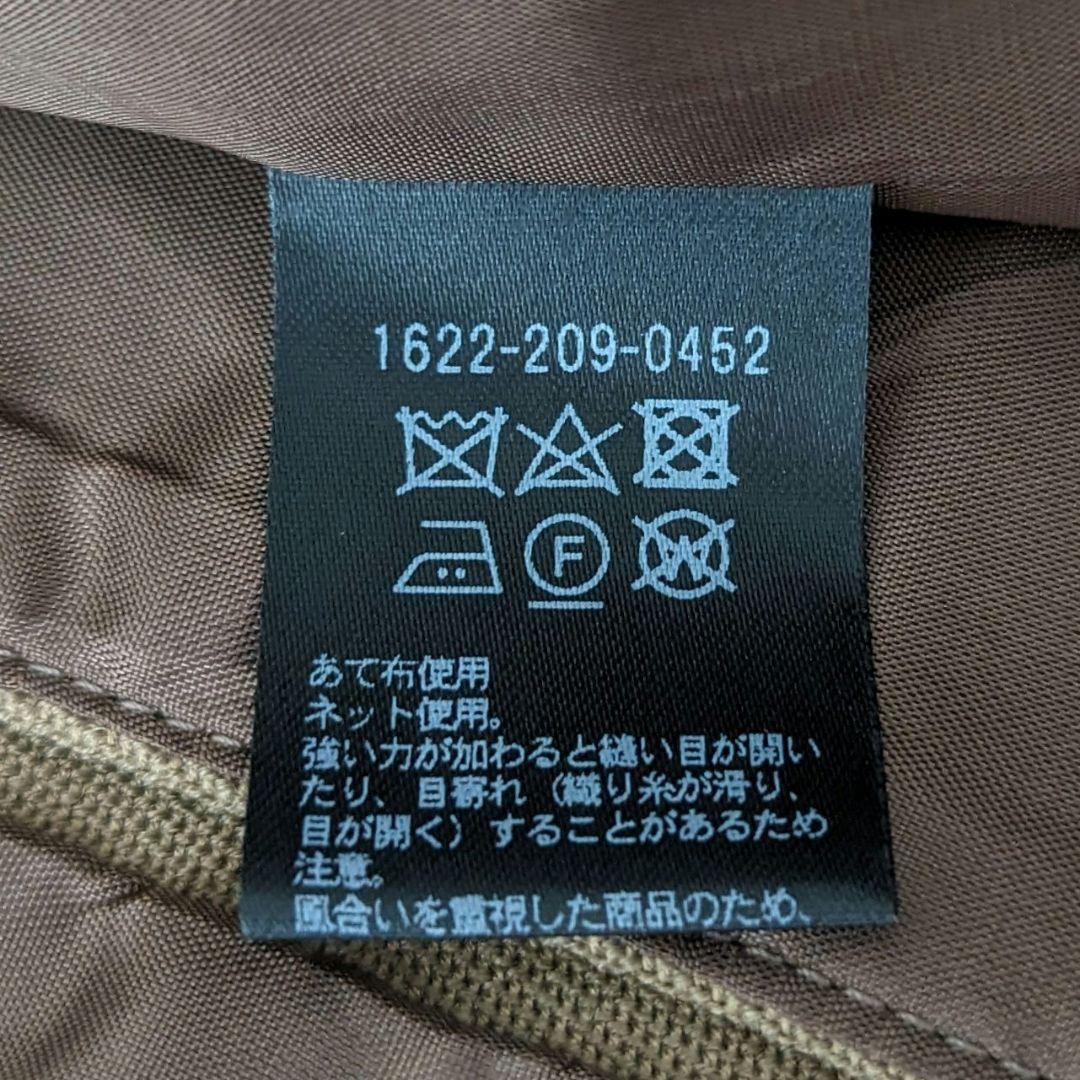 1622-209-0452
F
W
あて布使用
ネット使用。
強い力が加わると縫い目が開い
たり、目寄れ（織り糸が滑り、
目が開く）することがあるため
注意。
風合いを重視した商品のため、